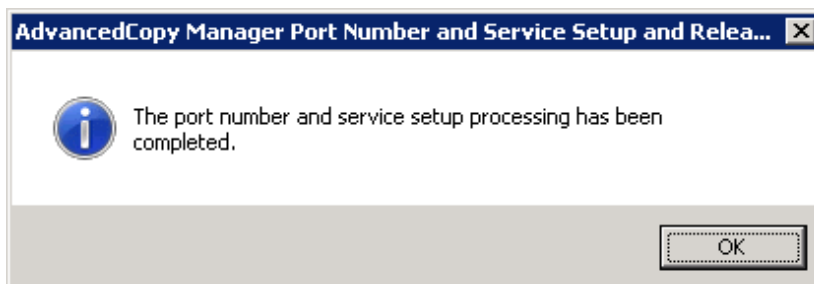 AdvancedCopy Manager Port Number and Service Setup and Relea...
The port number and service setup processing has been
completed.
OK